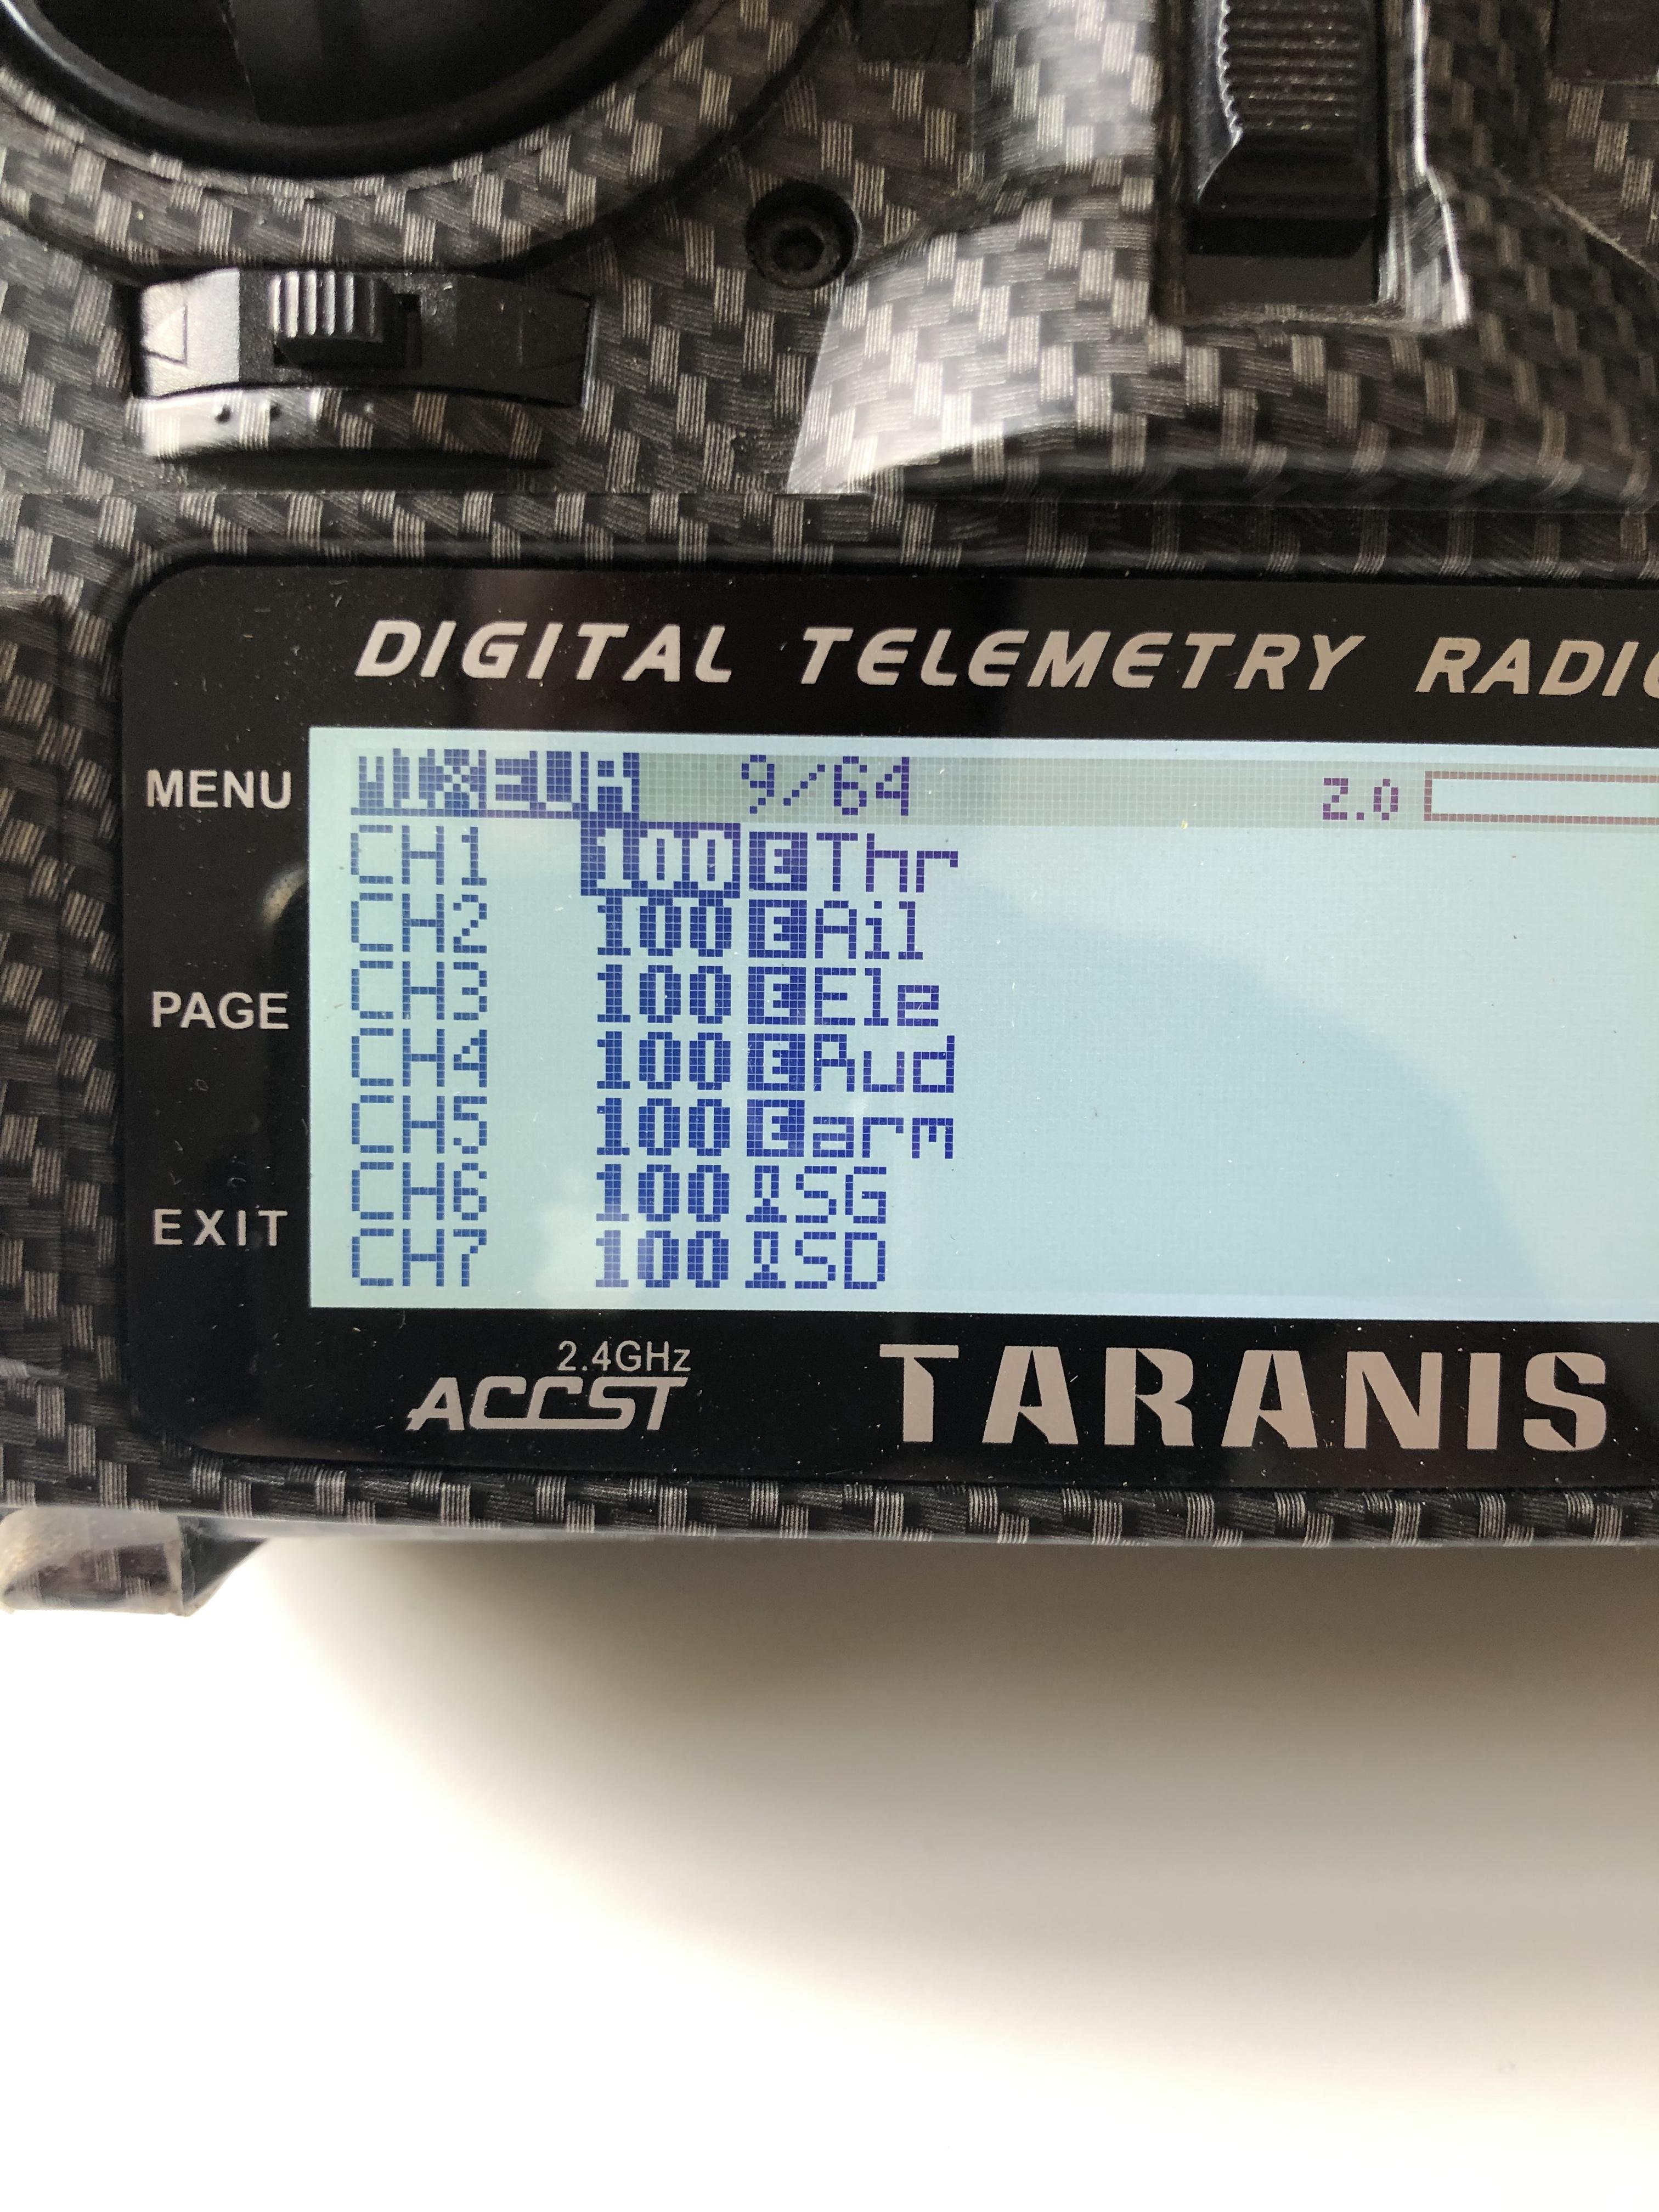 DIGITAL TELEMETRY RADIO
MENU
PAGE
EXIT
MIXEUR 9/64 2.0
CH1 100 E Thr
CH2 100 E Ail
CH3 100 E Ele
CH4 100 E Rud
CH5 100 E arm
CH6 100 SG
CH7 100 SD
2.4GHz
ACCST
TARANIS